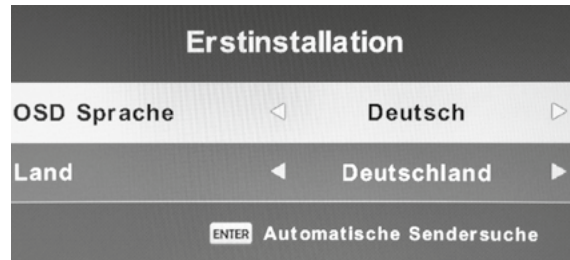 Erstinstallation
OSD Sprache Deutsch
Land Deutschland
ENTER Automatische Sendersuche